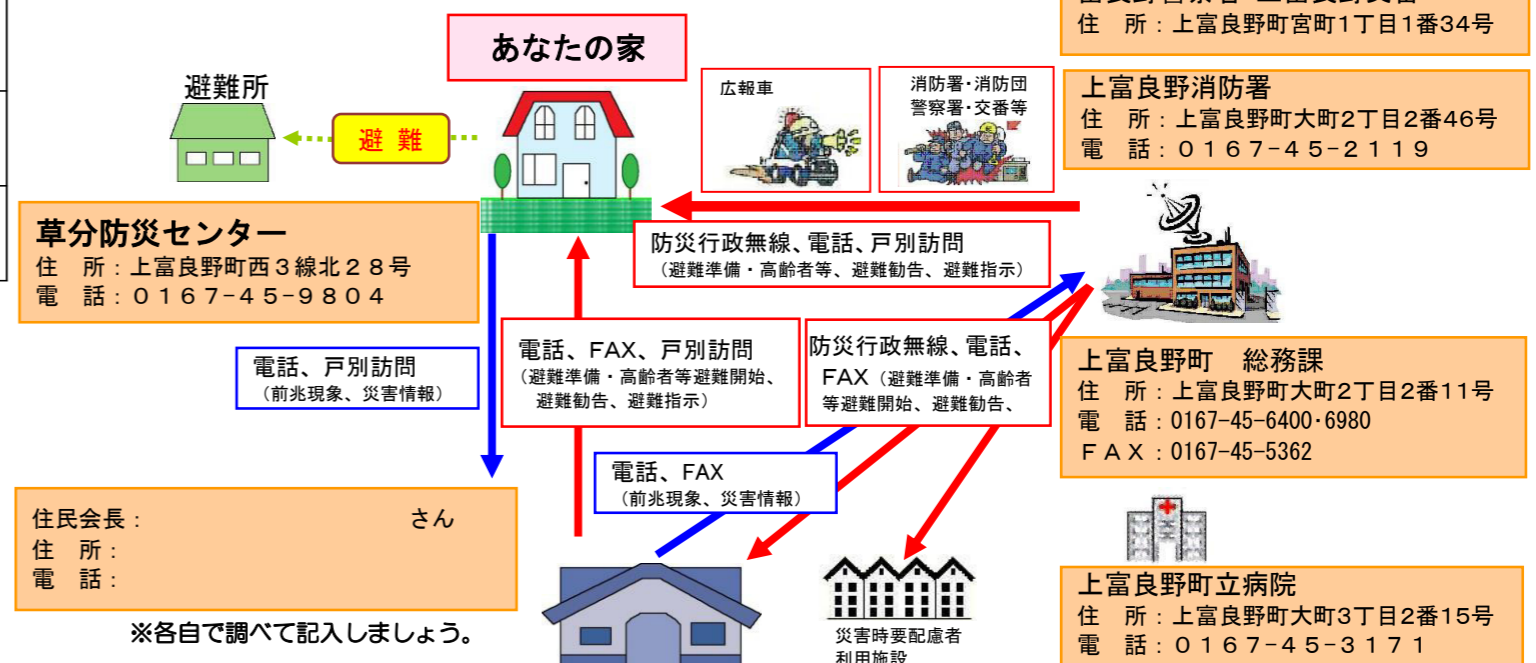 住　所：上富良野町宮町1丁目1番34号
あなたの家
避難所
避 難
広報車
消防署･消防団
警察署･交番等
上富良野消防署
住　所：上富良野町大町2丁目2番46号
電　話：０１６７-４５-２１１９
草分防災センター
住　所：上富良野町西３線北２８号
電　話：０１６７-４５-９８０４
防災行政無線、電話、戸別訪問
（避難準備・高齢者等、避難勧告、避難指示）
電話、戸別訪問
（前兆現象、災害情報）
電話、FAX、戸別訪問
（避難準備・高齢者等避難開始、
避難勧告、避難指示）
防災行政無線、電話、
FAX（避難準備・高齢者
等避難開始、避難勧告、
上富良野町　総務課
住　所：上富良野町大町2丁目2番11号
電　話：0167-45-6400･6980
ＦＡＸ：0167-45-5362
電話、FAX
（前兆現象、災害情報）
住民会長：　　　　　　　　　　さん
住　所：
電　話：
※各自で調べて記入しましょう。
災害時要配慮者
利用施設
上富良野町立病院
住　所：上富良野町大町3丁目2番15号
電　話：０１６７-４５-３１７１